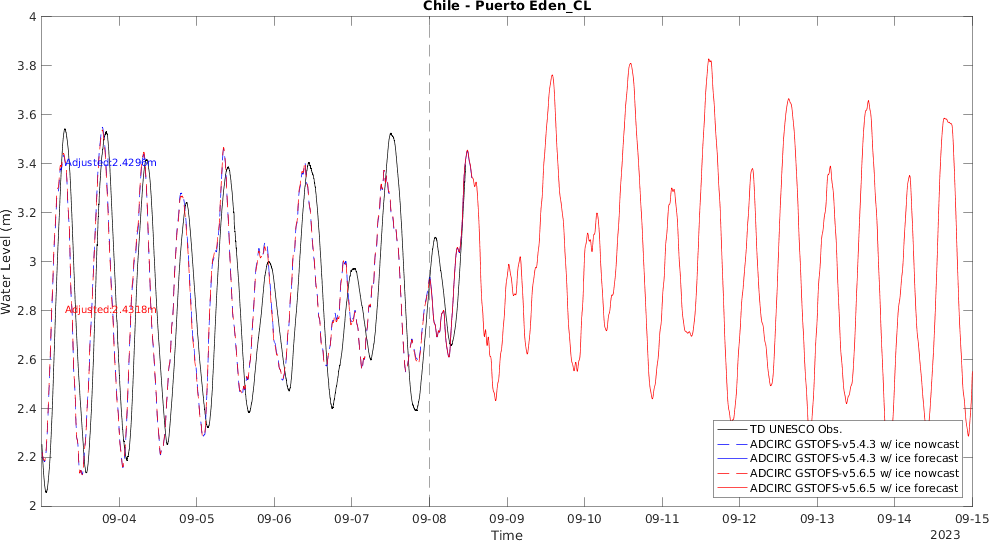 Chile - Puerto Eden_CL
4
3.8
3.6
3.4
3.2
3
2.8
2.6
2.4
2.2
2
Water Level (m)
Adjusted:2.4296m
Adjusted:2.4318m
TD UNESCO Obs.
ADCIRC GSTOFS-v5.4.3 w/ ice nowcast
ADCIRC GSTOFS-v5.4.3 w/ ice forecast
ADCIRC GSTOFS-v5.6.5 w/ ice nowcast
ADCIRC GSTOFS-v5.6.5 w/ ice forecast
09-04 09-05 09-06 09-07 09-08 09-09 09-10 09-11 09-12 09-13 09-14 09-15
Time
2023